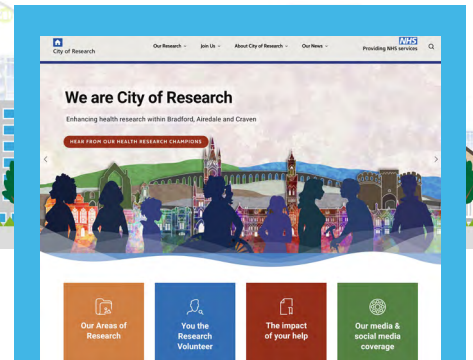 City of Research
Our Research
Join Us
About City of Research
Our News
NHS
Providing NHS services
We are City of Research
Enhancing health research within Bradford, Airedale and Craven
HEAR FROM OUR HEALTH RESEARCH CHAMPIONS
Our Areas of
Research
You the
Research
Volunteer
The impact
of your help
Our media &
social media
coverage